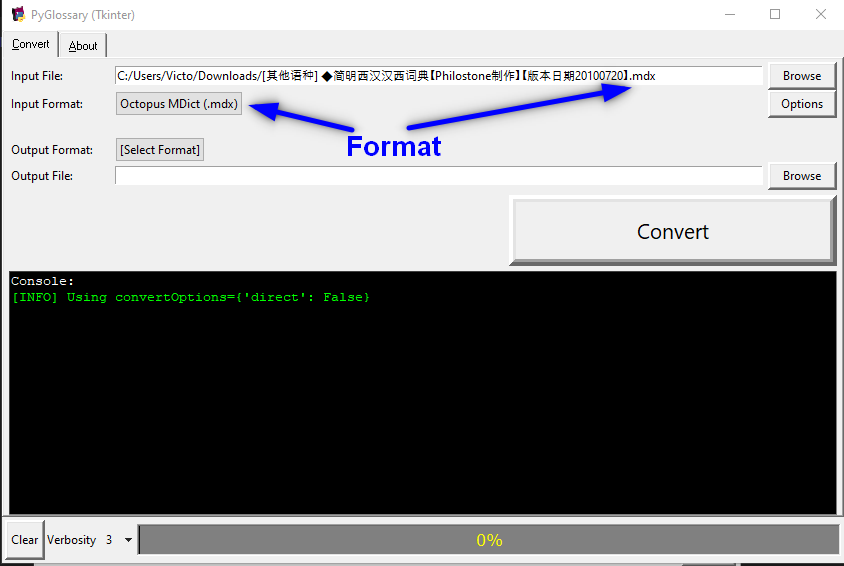 PyGlossary (Tkinter)
Convert About
Input File: C:/Users/Victo/Downloads/[其他语种] ◆简明西汉汉西词典【Philostone制作】【版本日期20100720】.mdx Browse
Input Format: Octopus MDict (.mdx) Options
Format
Output Format: [Select Format]
Output File: Browse
Convert
Console:
[INFO] Using convertOptions={'direct': False}
Clear Verbosity 3 0%